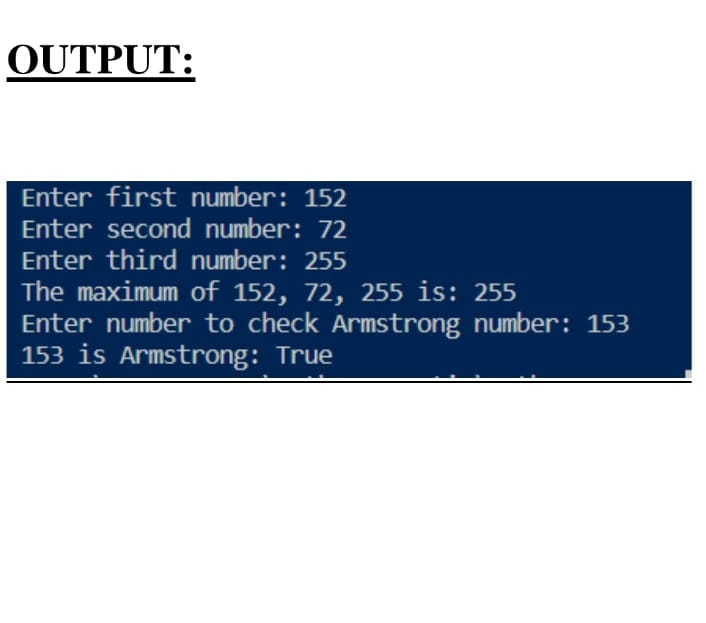 OUTPUT:
Enter first number: 152
Enter second number: 72
Enter third number: 255
The maximum of 152, 72, 255 is: 255
Enter number to check Armstrong number: 153
153 is Armstrong: True